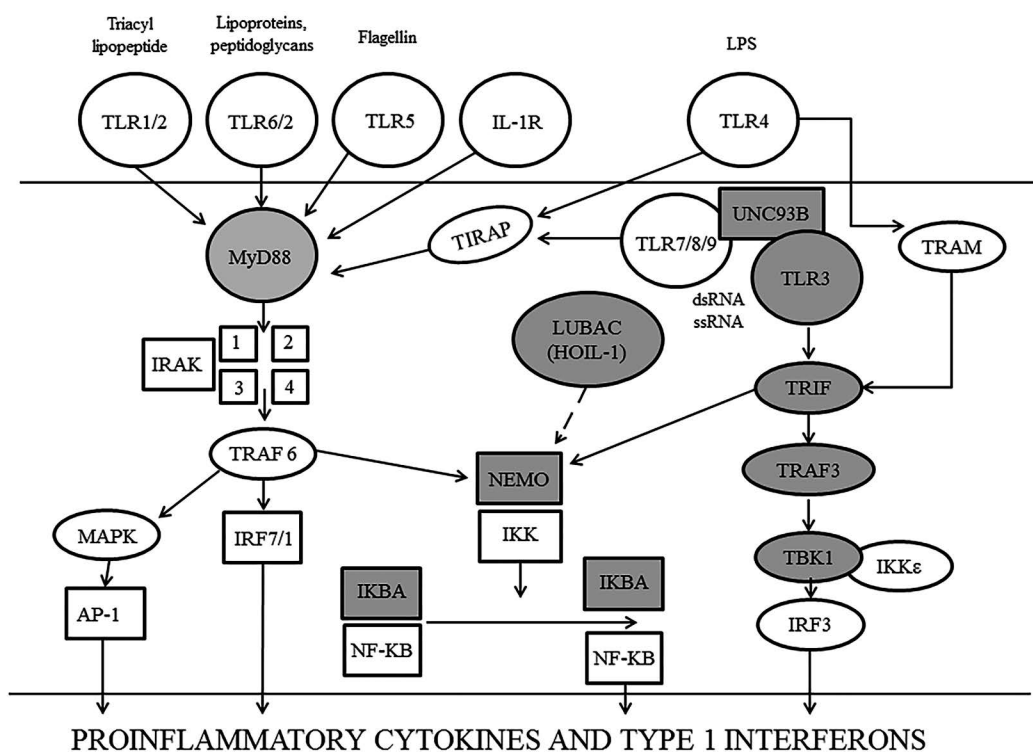 Triacyl
lipopeptide
Lipoproteins,
peptidoglycans
Flagellin
LPS
TLR1/2
TLR6/2
TLR5
IL-1R
TLR4
MyD88
TIRAP
TLR7/8/9
UNC93B
TLR3
TRAM
dsRNA
ssRNA
LUBAC
(HOIL-1)
IRAK
1
2
3
4
TRIF
TRAF 6
NEMO
TRAF3
MAPK
IRF7/1
IKK
TBK1
IKKε
AP-1
IKBA
NF-KB
IKBA
NF-KB
IRF3
PROINFLAMMATORY CYTOKINES AND TYPE 1 INTERFERONS